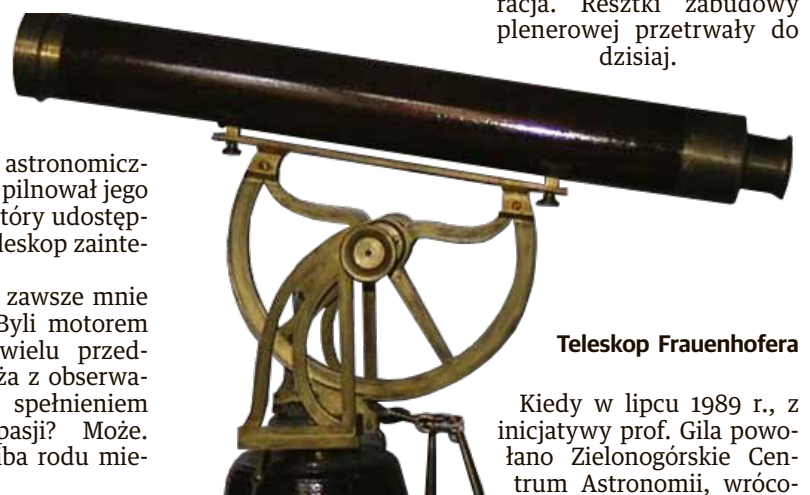 astronomicz-
pilnował jego
tóry udostęp-
leskop zainte-
zawsze mnie
Byli motorem
wielu przed-
ża z obserwa-
spełnieniem
pasji? Może.
iba rodu mie-
racja. Resztki zabudowy
plenerowej przetrwały do
dzisiaj.
Teleskop Frauenhofera
Kiedy w lipcu 1989 r., z
inicjatywy prof. Gila powo-
łano Zielonogórskie Cen-
trum Astronomii, wróco-